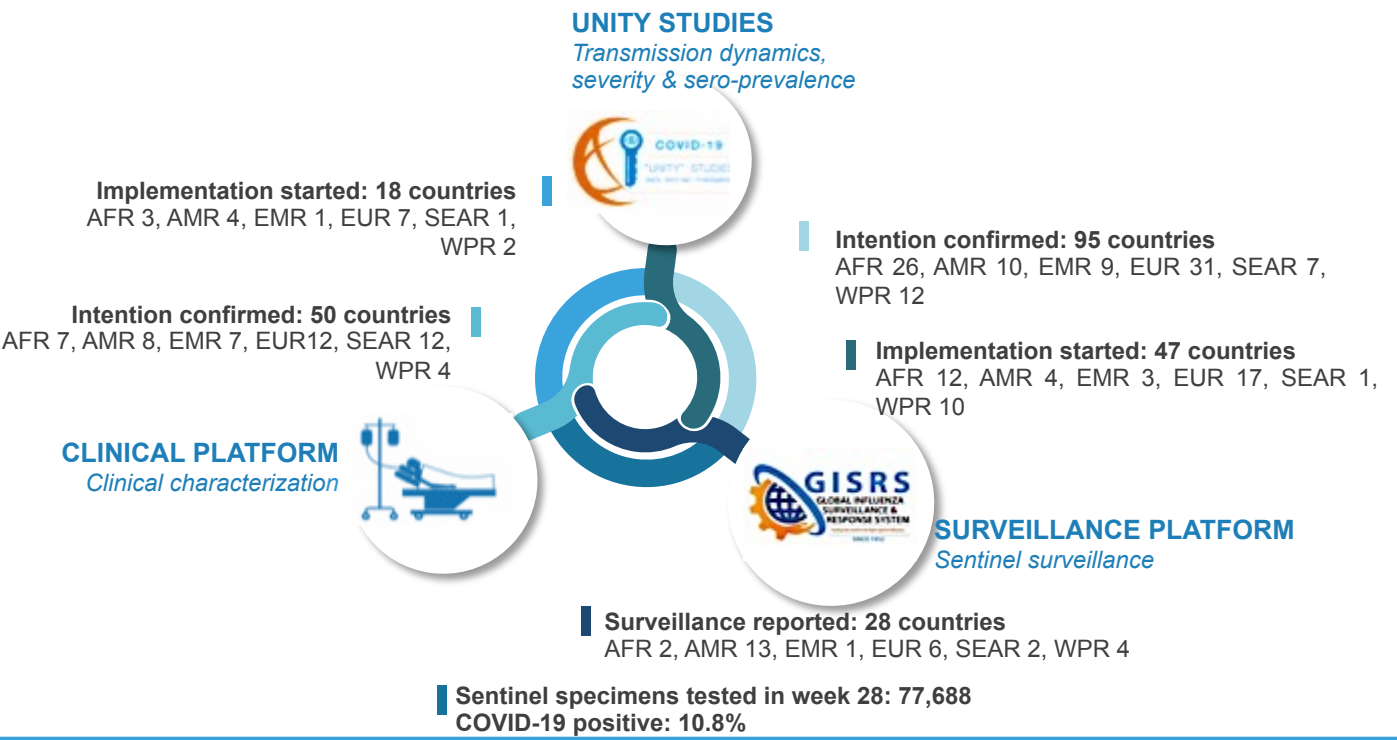 UNITY STUDIES
Transmission dynamics,
severity & sero-prevalence
COVID-19
"UNITY" STUDIES
Implementation started: 18 countries
AFR 3, AMR 4, EMR 1, EUR 7, SEAR 1,
WPR 2
Intention confirmed: 95 countries
AFR 26, AMR 10, EMR 9, EUR 31, SEAR 7,
WPR 12
Intention confirmed: 50 countries
AFR 7, AMR 8, EMR 7, EUR12, SEAR 12,
WPR 4
Implementation started: 47 countries
AFR 12, AMR 4, EMR 3, EUR 17, SEAR 1,
WPR 10
CLINICAL PLATFORM
Clinical characterization
GISRS
GLOBAL INFLUENZA
SURVEILLANCE &
RESPONSE SYSTEM
SINCE 1952
SURVEILLANCE PLATFORM
Sentinel surveillance
Surveillance reported: 28 countries
AFR 2, AMR 13, EMR 1, EUR 6, SEAR 2, WPR 4
Sentinel specimens tested in week 28: 77,688
COVID-19 positive: 10.8%